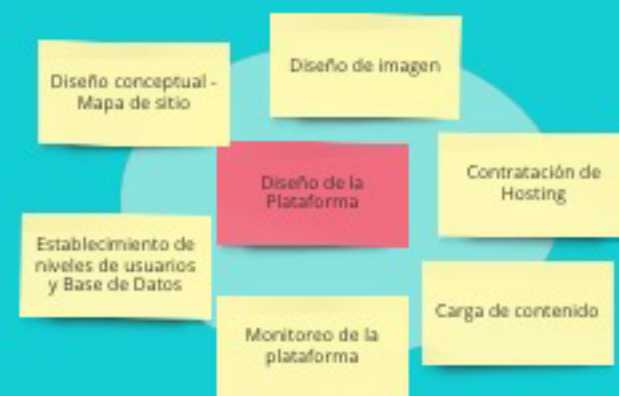 Diseño de imagen
Diseño conceptual -
Mapa de sitio
Diseño de la
Plataforma
Contratación de
Hosting
Establecimiento de
niveles de usuarios
y Base de Datos
Carga de contenido
Monitoreo de la
plataforma